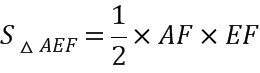 S△AEF = 1/2 × AF × EF